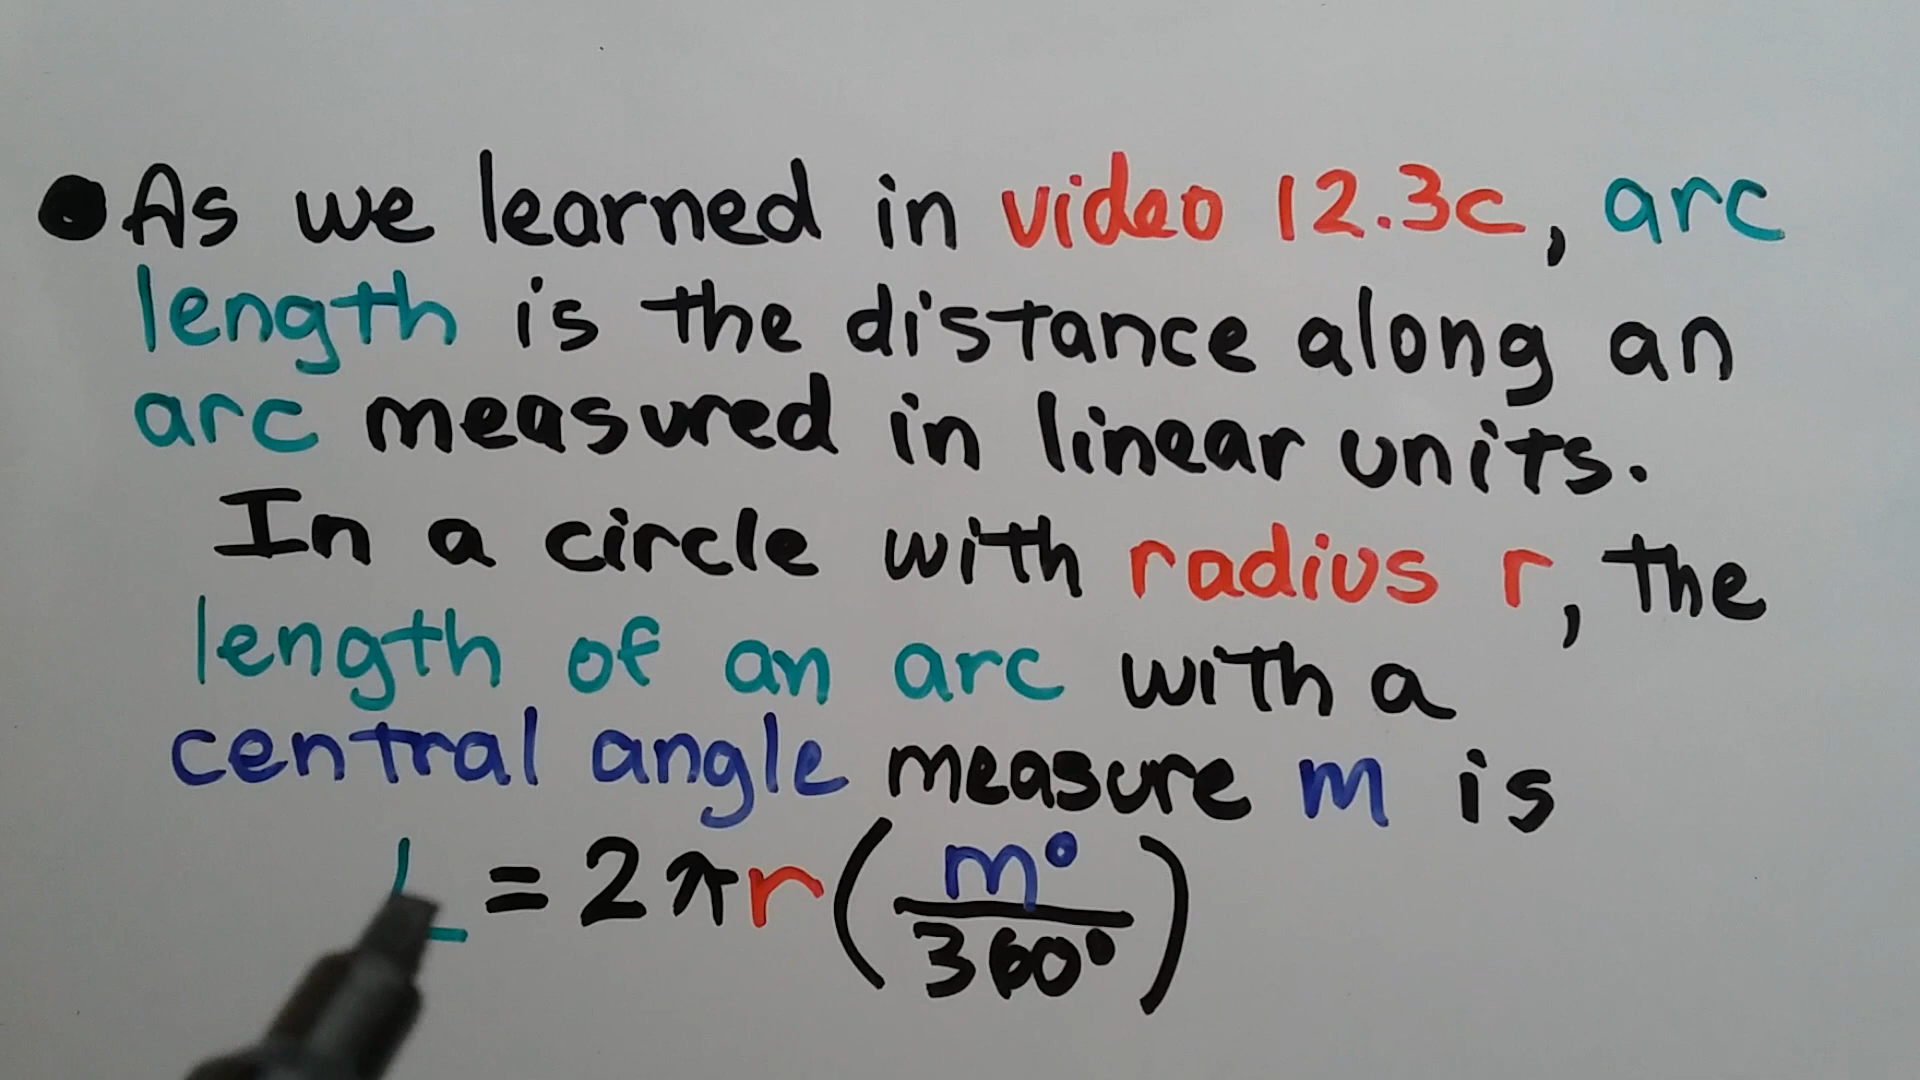 • As we learned in video 12.3c, arc
length is the distance along an
arc measured in linear units.
In a circle with radius r, the
length of an arc with a
central angle measure m is
L = 2πr(m°/360°)